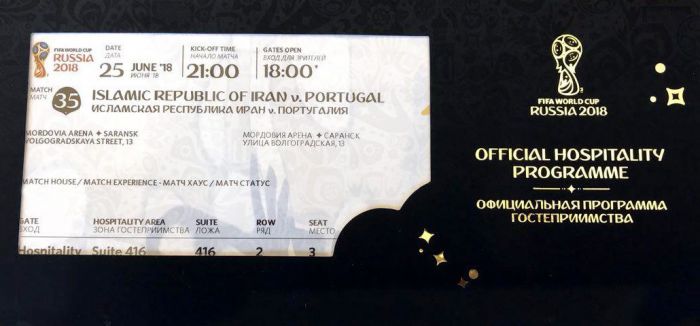 FIFA WORLD CUP
RUSSIA
2018
DATE
ДАТА
25 JUNE '18
ИЮНЯ 18
KICK-OFF TIME
НАЧАЛО МАТЧА
21:00
GATES OPEN
ВХОД ДЛЯ ЗРИТЕЛЕЙ
18:00*
MATCH
МАТЧ
35
ISLAMIC REPUBLIC OF IRAN v. PORTUGAL
ИСЛАМСКАЯ РЕСПУБЛИКА ИРАН v. ПОРТУГАЛИЯ
MORDOVIA ARENA ✦ SARANSK
VOLGOGRADSKAYA STREET, 13
МОРДОВИЯ АРЕНА ✦ САРАНСК
УЛИЦА ВОЛГОГРАДСКАЯ, 13
MATCH HOUSE / MATCH EXPERIENCE - МАТЧ ХАУС / МАТЧ СТАТУС
GATE
ВХОД
HOSPITALITY AREA
ЗОНА ГОСТЕПРИИМСТВА
SUITE
ЛОЖА
ROW
РЯД
SEAT
МЕСТО
Hospitality Suite 416 416 2 3
FIFA WORLD CUP
RUSSIA 2018
OFFICIAL HOSPITALITY
PROGRAMME
ОФИЦИАЛЬНАЯ ПРОГРАММА
ГОСТЕПРИИМСТВА